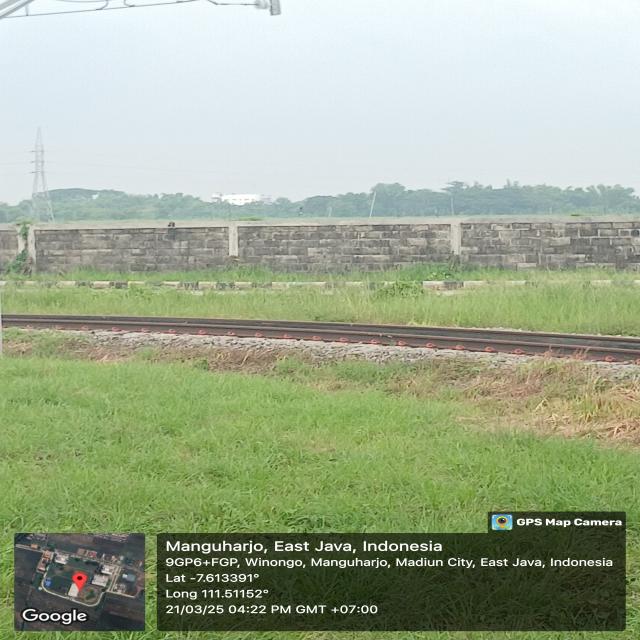 GPS Map Camera
Manguharjo, East Java, Indonesia
9GP6+FGP, Winongo, Manguharjo, Madiun City, East Java, Indonesia
Lat -7.613391°
Long 111.51152°
21/03/25 04:22 PM GMT +07:00
Google